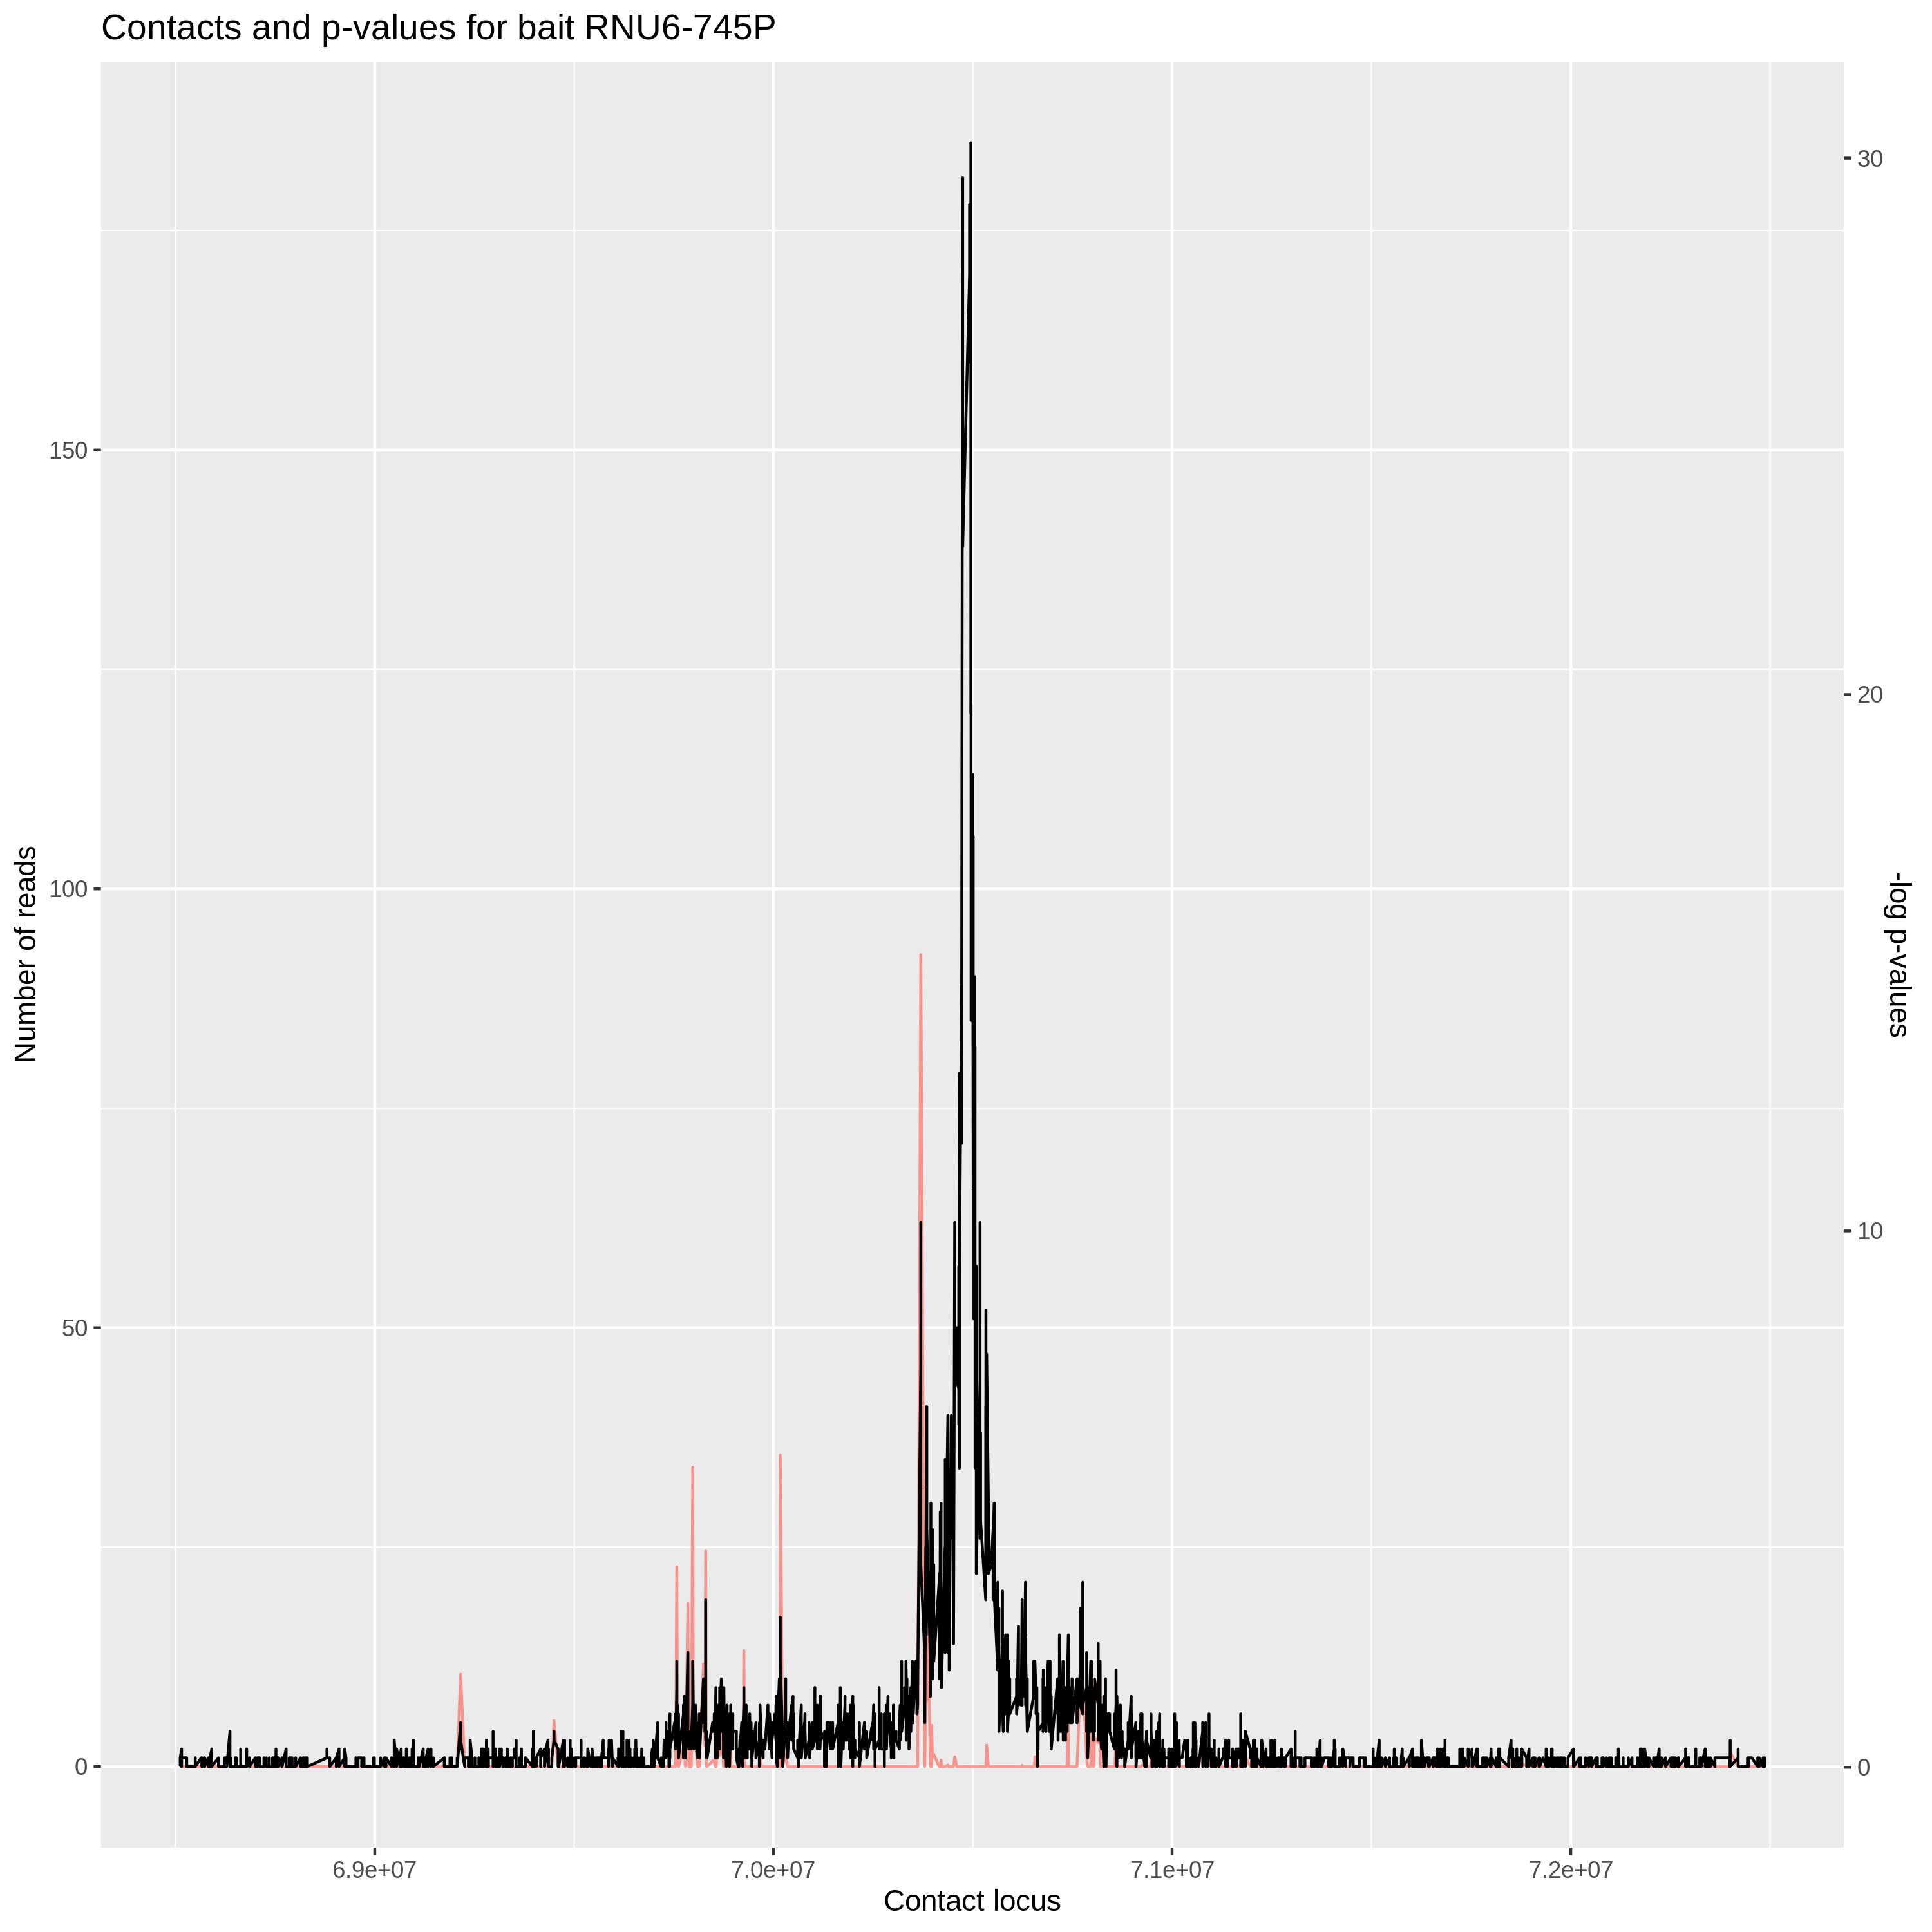 Contacts and p-values for bait RNU6-745P
Number of reads
150
100
50
0
30
20
10
0
-log p-values
6.9e+07
7.0e+07
7.1e+07
7.2e+07
Contact locus